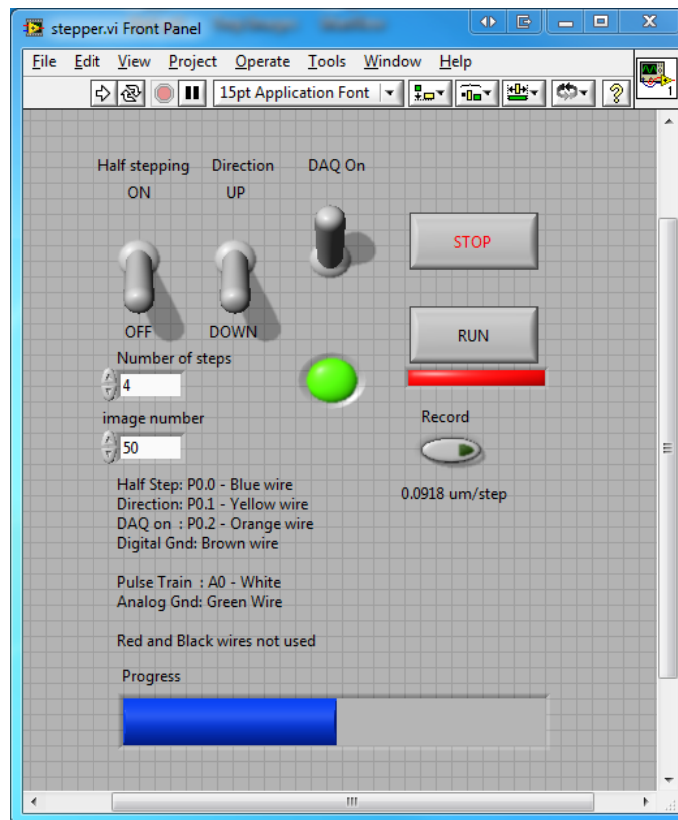 stepper.vi Front Panel
File Edit View Project Operate Tools Window Help
15pt Application Font
1
Half stepping Direction DAQ On
ON UP
STOP
OFF DOWN
RUN
Number of steps
4
image number
50
Record
0.0918 um/step
Half Step: P0.0 - Blue wire
Direction: P0.1 - Yellow wire
DAQ on : P0.2 - Orange wire
Digital Gnd: Brown wire
Pulse Train : A0 - White
Analog Gnd: Green Wire
Red and Black wires not used
Progress